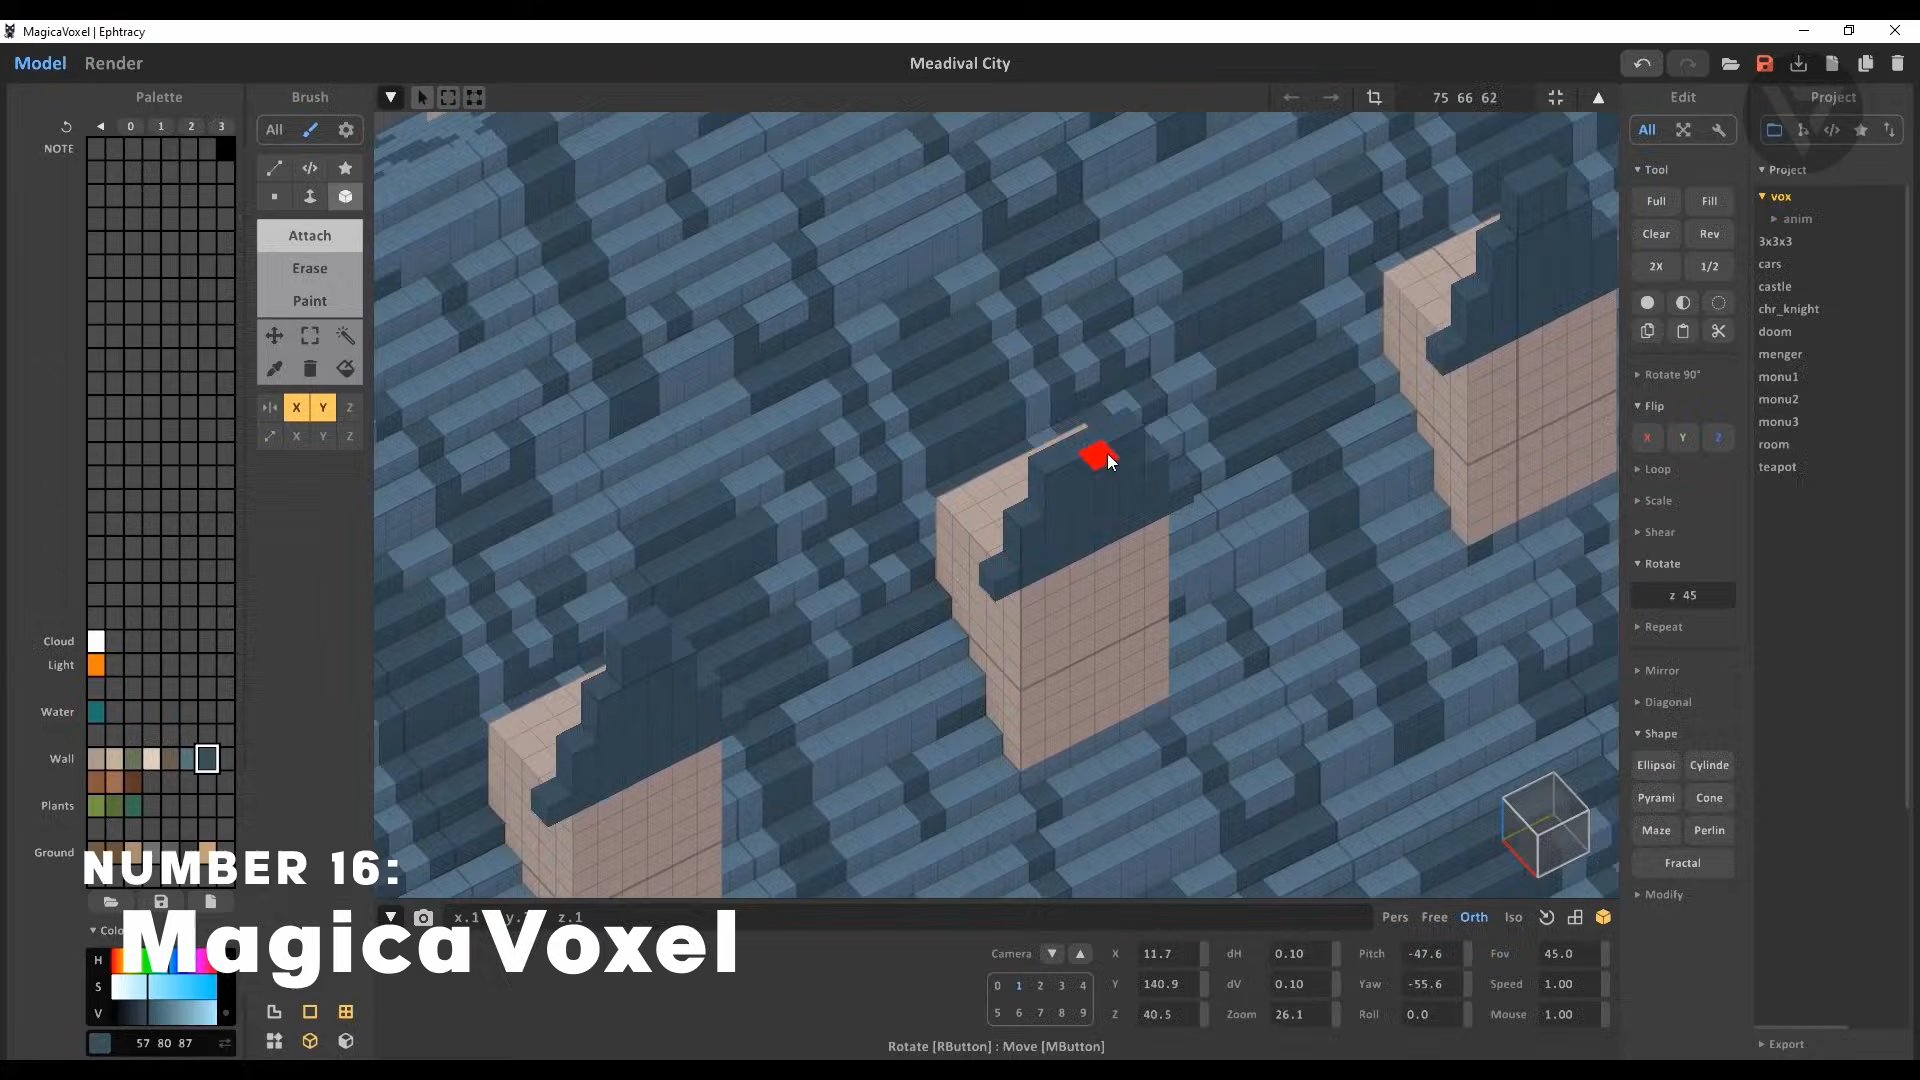 MagicaVoxel | Ephtracy
Model Render
Meadival City
Palette
Brush
75 66 62
Edit
Project
0 1 2 3
NOTE
All
All
Tool
Project
Full Fill
vox
anim
Attach
Clear Rev
3x3x3
Erase
2X 1/2
cars
Paint
castle
chr_knight
doom
menger
Rotate 90°
monu1
X Y Z
Flip
monu2
X Y Z
X Y Z
monu3
room
Loop
teapot
Scale
Shear
Rotate
z 45
Repeat
Cloud
Light
Mirror
Water
Diagonal
Shape
Wall
Ellipsoi Cylinde
Plants
Pyrami Cone
Maze Perlin
Ground
Fractal
NUMBER 16:
Modify
x.1 y. z.1
Pers Free Orth Iso
Colo
MagicaVoxel
H
S
V
Camera
X 11.7 dH 0.10 Pitch -47.6 Fov 45.0
0 1 2 3 4
Y 140.9 dV 0.10 Yaw -55.6 Speed 1.00
5 6 7 8 9
Z 40.5 Zoom 26.1 Roll 0.0 Mouse 1.00
57 80 87
Rotate [RButton] : Move [MButton]
Export